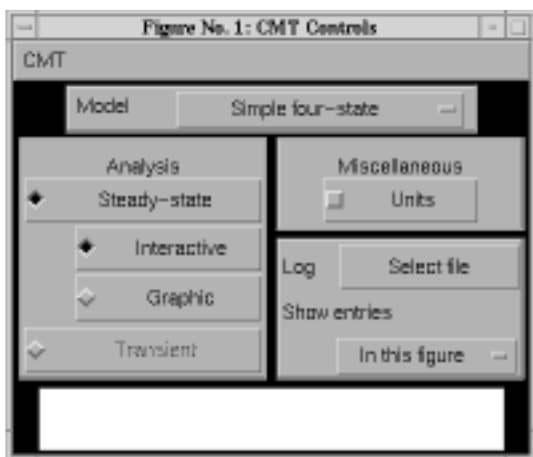 Figure No. 1: CMT Controls
CMT
Model Simple four-state
Analysis
Steady-state
Interactive
Graphic
Transient
Miscellaneous
Units
Log Select file
Show entries
In this figure